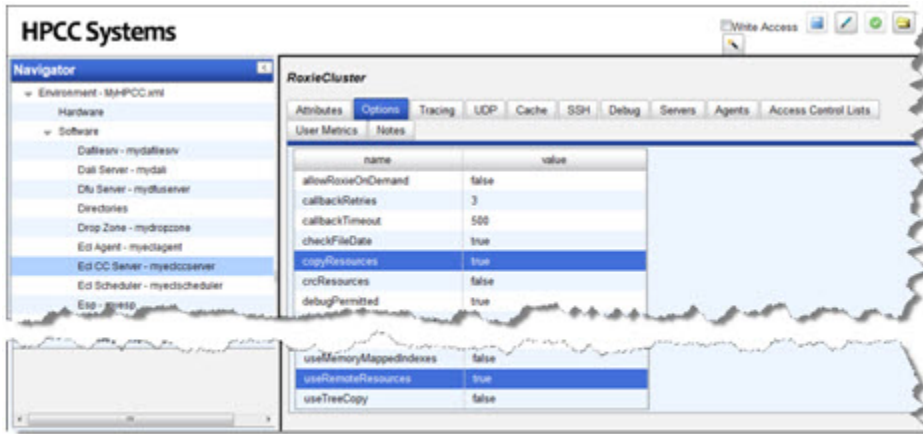 HPCC Systems
Write Access
Navigator
Environment - MyHPCC.xml
Hardware
Software
Dafilesrv - mydafilesrv
Dali Server - mydali
Dfu Server - mydfuserver
Directories
Drop Zone - mydropzone
Ecl Agent - myeclagent
Ecl CC Server - myeclccserver
Ecl Scheduler - myeclscheduler
Esp - myesp
RoxieCluster
Attributes Options Tracing UDP Cache SSH Debug Servers Agents Access Control Lists
User Metrics Notes
name value
allowRoxieOnDemand false
callbackRetries 3
callbackTimeout 500
checkFileDate true
copyResources true
crcResources false
debugPermitted true
useMemoryMappedIndexes false
useRemoteResources true
useTreeCopy false